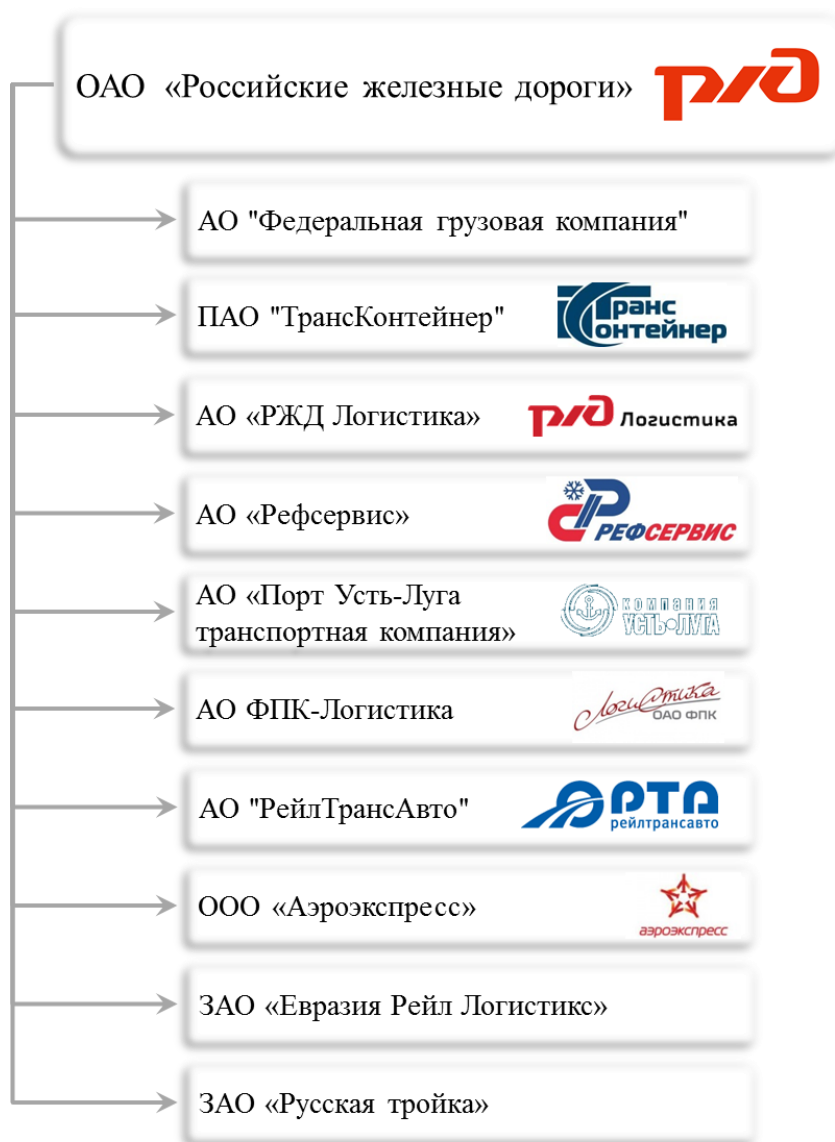 ОАО «Российские железные дороги» ржд
АО "Федеральная грузовая компания"
ПАО "ТрансКонтейнер" Транс
Контейнер
АО «РЖД Логистика» ржд Логистика
АО «Рефсервис» РЕФСЕРВИС
АО «Порт Усть-Луга
транспортная компания»
КОМПАНИЯ
УСТЬ-ЛУГА
АО ФПК-Логистика Логистика
ОАО ФПК
АО "РейлТрансАвто" РТА
рейлтрансавто
ООО «Аэроэкспресс»
аэроэкспресс
ЗАО «Евразия Рейл Логистикс»
ЗАО «Русская тройка»